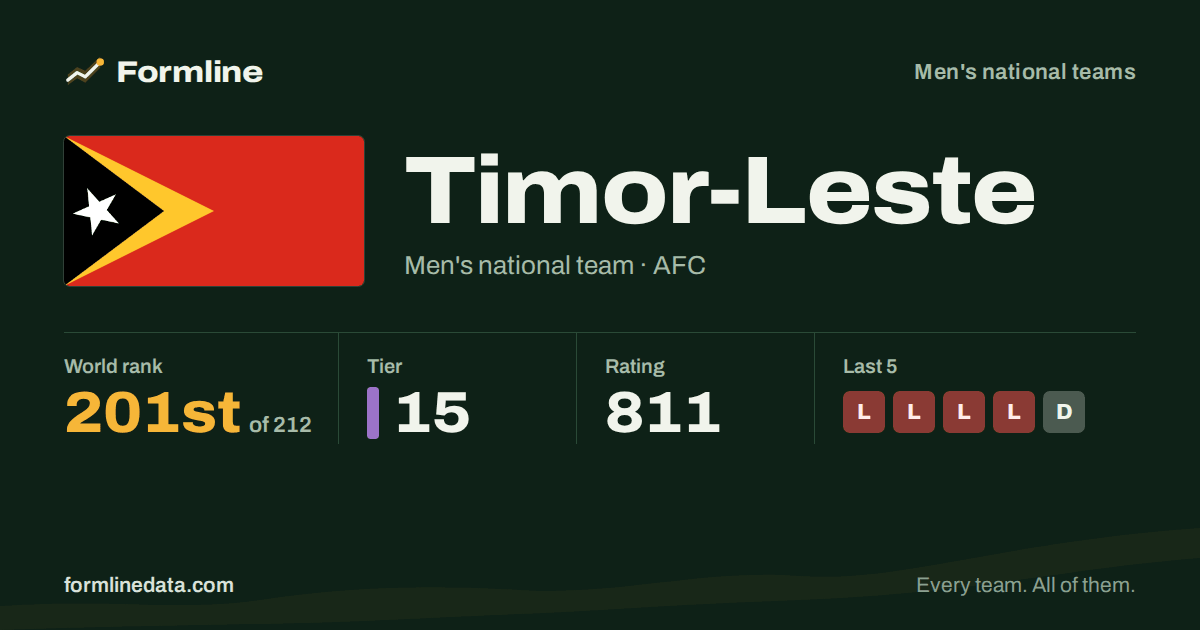 Formline
Men's national teams
Timor-Leste
Men's national team · AFC
World rank
201st of 212
Tier
15
Rating
811
Last 5
L L L L D
formlinedata.com
Every team. All of them.